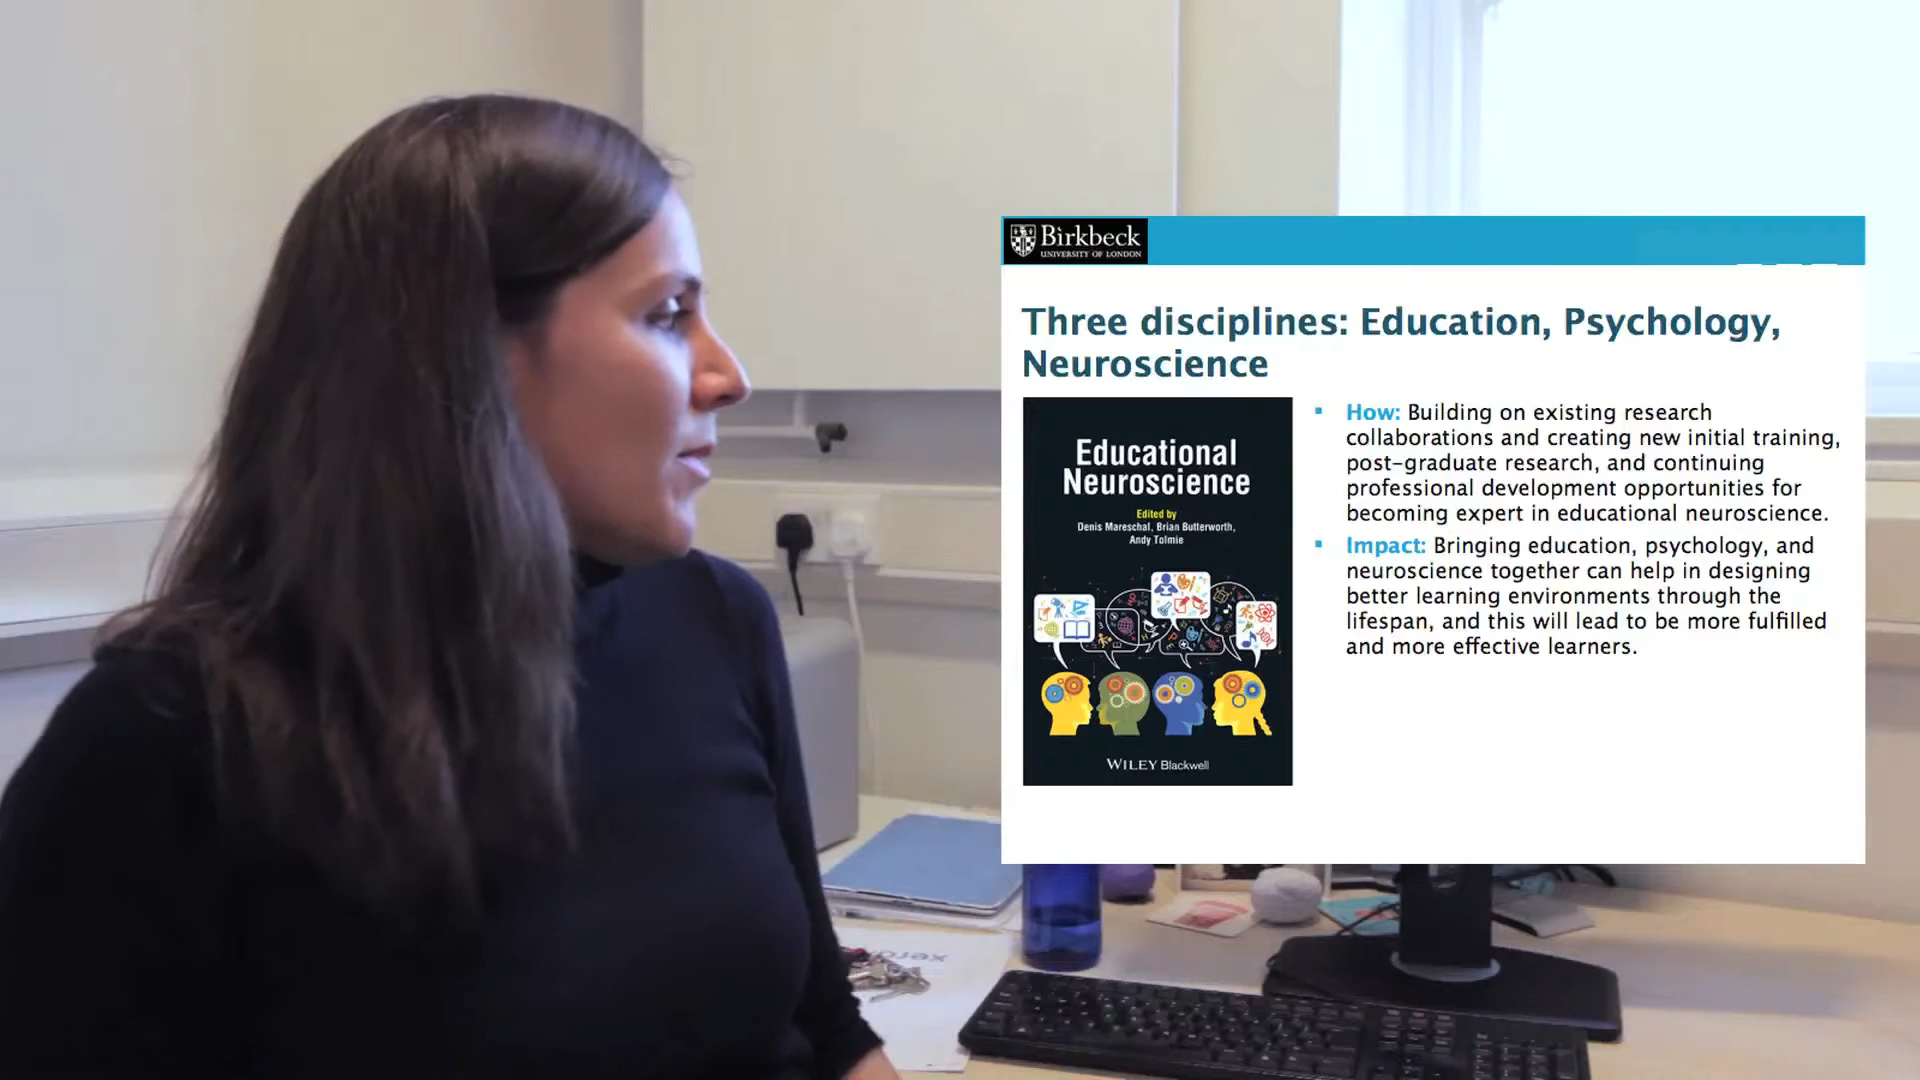 Birkbeck
UNIVERSITY OF LONDON
Three disciplines: Education, Psychology,
Neuroscience
Educational
Neuroscience
Edited by
Denis Mareschal, Brian Butterworth,
Andy Tolmie
WILEY Blackwell
▪ How: Building on existing research
collaborations and creating new initial training,
post-graduate research, and continuing
professional development opportunities for
becoming expert in educational neuroscience.
▪ Impact: Bringing education, psychology, and
neuroscience together can help in designing
better learning environments through the
lifespan, and this will lead to be more fulfilled
and more effective learners.
xerox